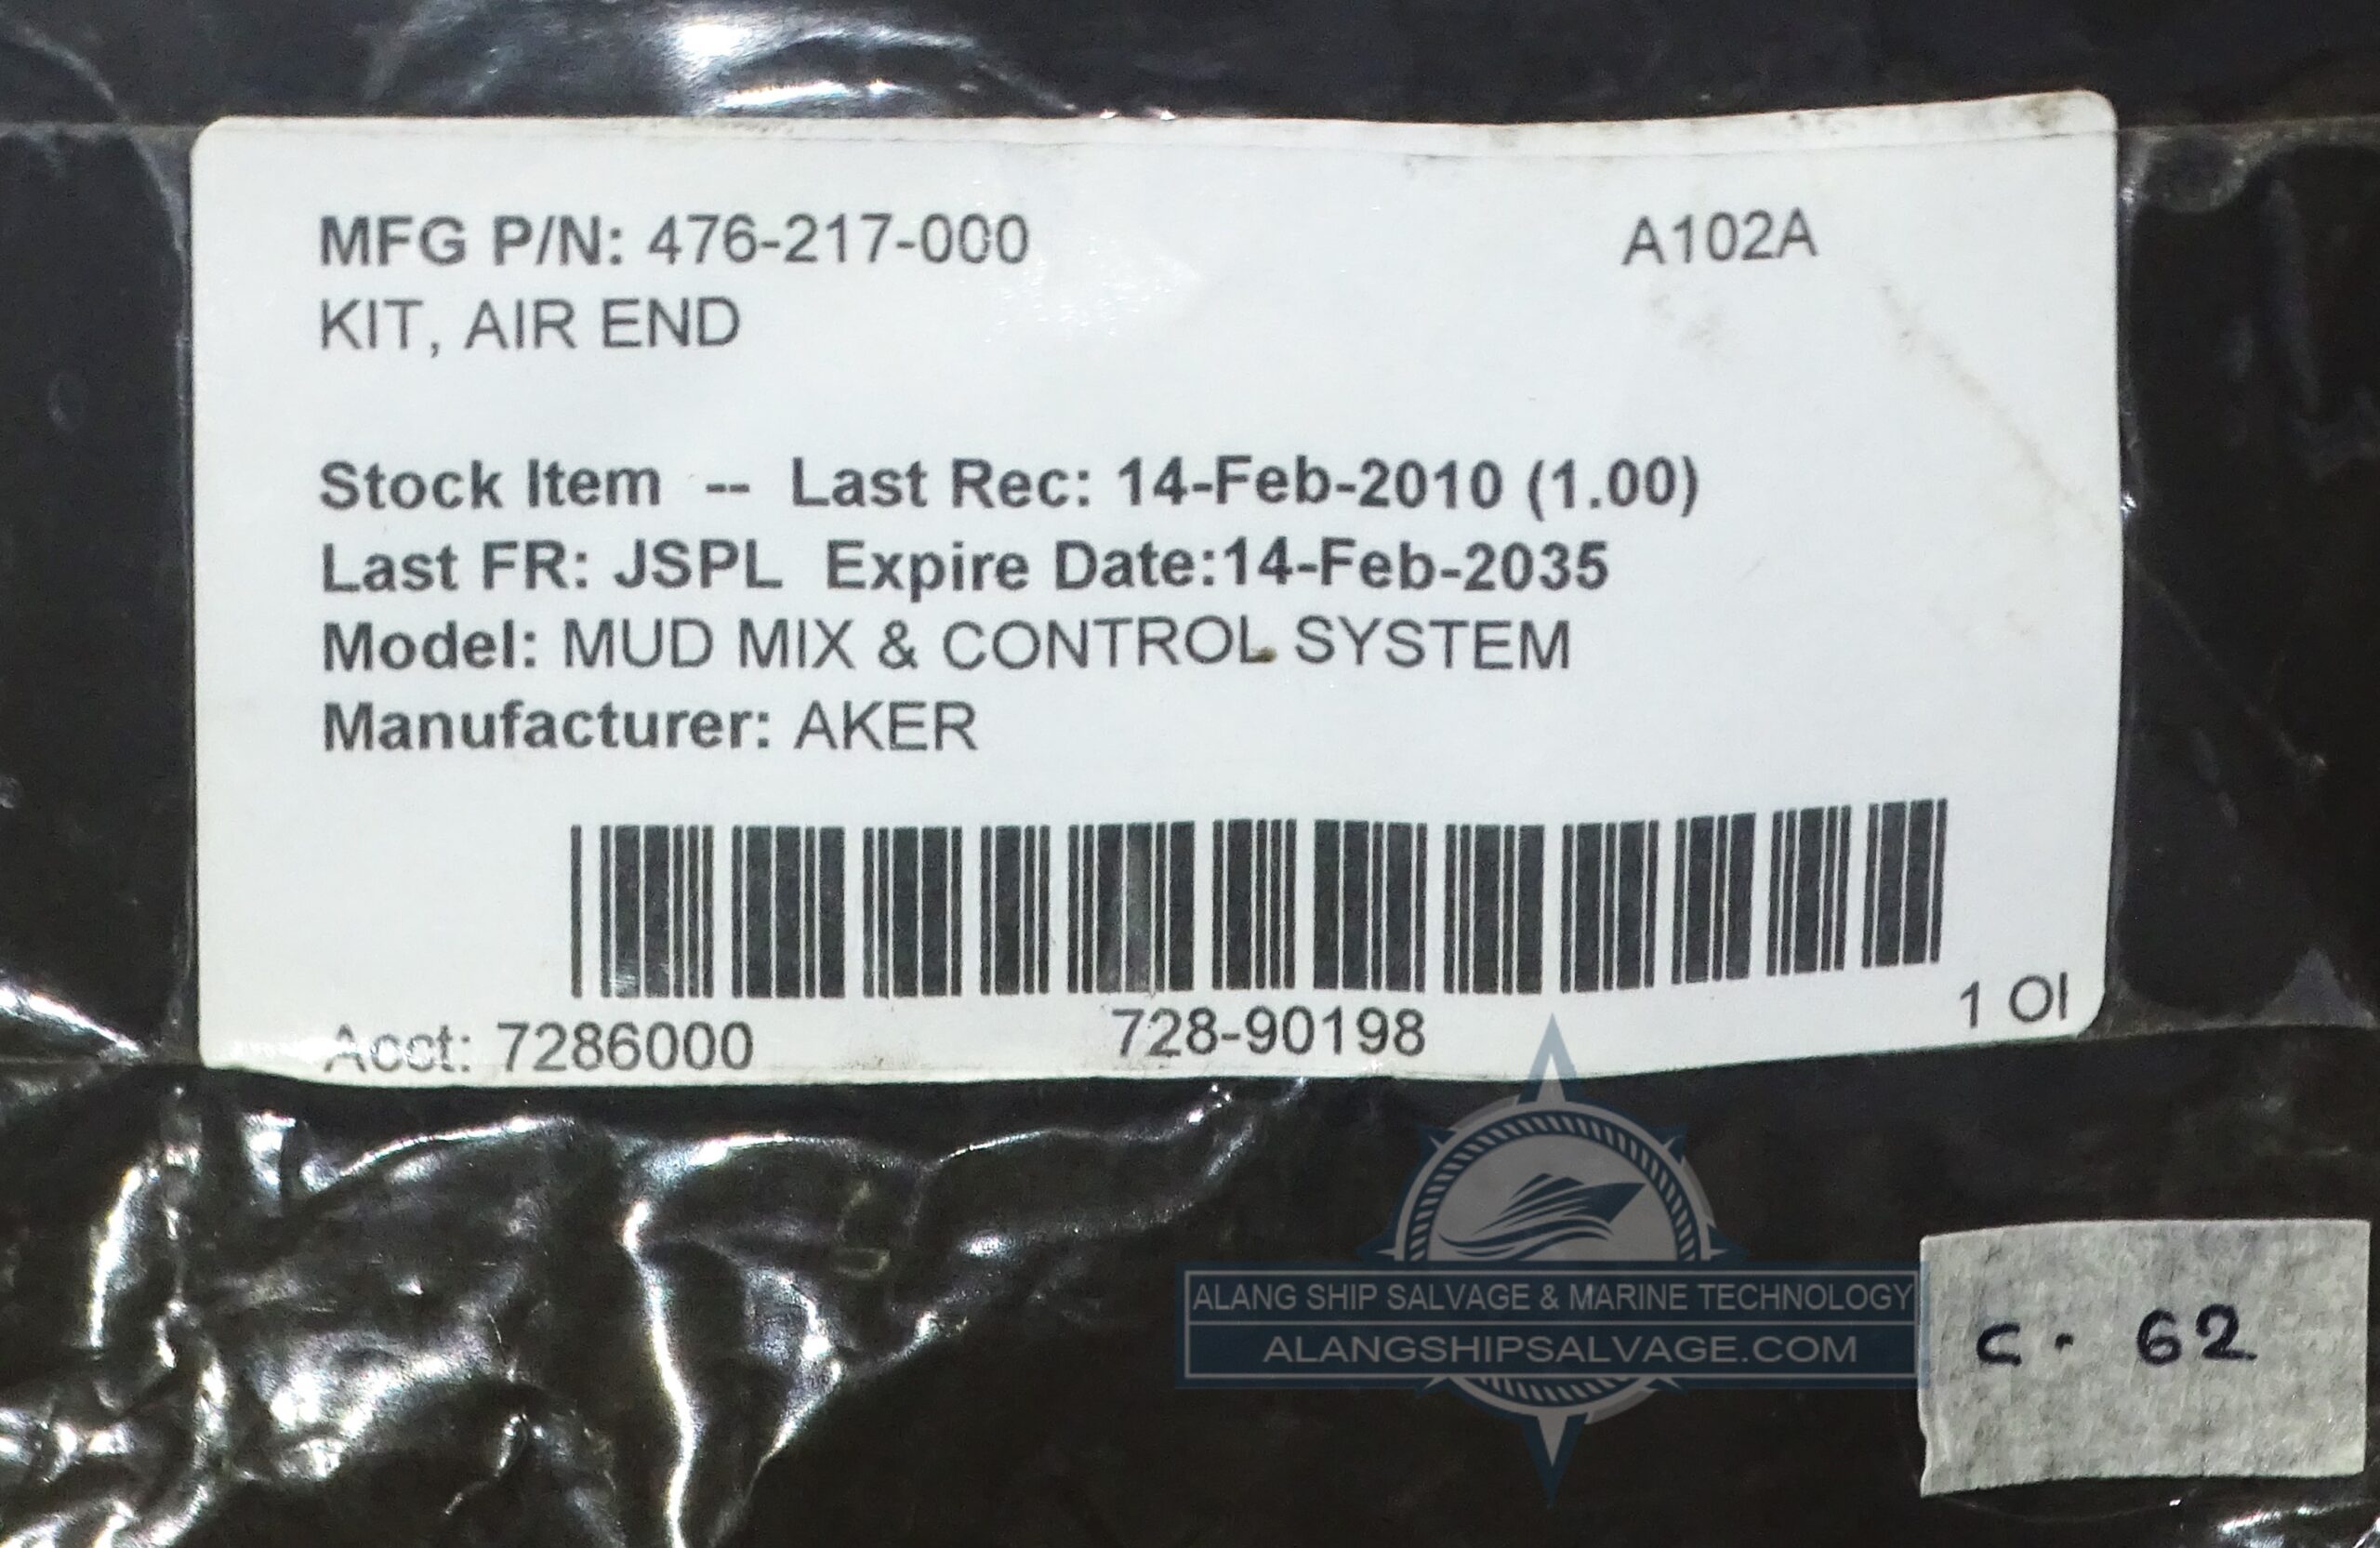 MFG P/N: 476-217-000 A102A
KIT, AIR END
Stock Item -- Last Rec: 14-Feb-2010 (1.00)
Last FR: JSPL Expire Date:14-Feb-2035
Model: MUD MIX & CONTROL SYSTEM
Manufacturer: AKER
Acct: 7286000 728-90198 1 OI
ALANG SHIP SALVAGE & MARINE TECHNOLOGY
ALANGSHIPSALVAGE.COM
C - 62